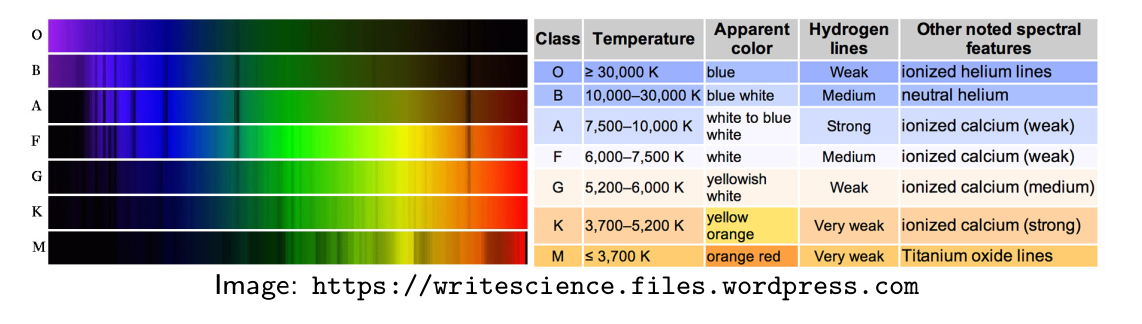 O
B
A
F
G
K
M
Class Temperature Apparent color Hydrogen lines Other noted spectral features
O ≥ 30,000 K blue Weak ionized helium lines
B 10,000–30,000 K blue white Medium neutral helium
A 7,500–10,000 K white to blue white Strong ionized calcium (weak)
F 6,000–7,500 K white Medium ionized calcium (weak)
G 5,200–6,000 K yellowish white Weak ionized calcium (medium)
K 3,700–5,200 K yellow orange Very weak ionized calcium (strong)
M ≤ 3,700 K orange red Very weak Titanium oxide lines
Image: https://writescience.files.wordpress.com